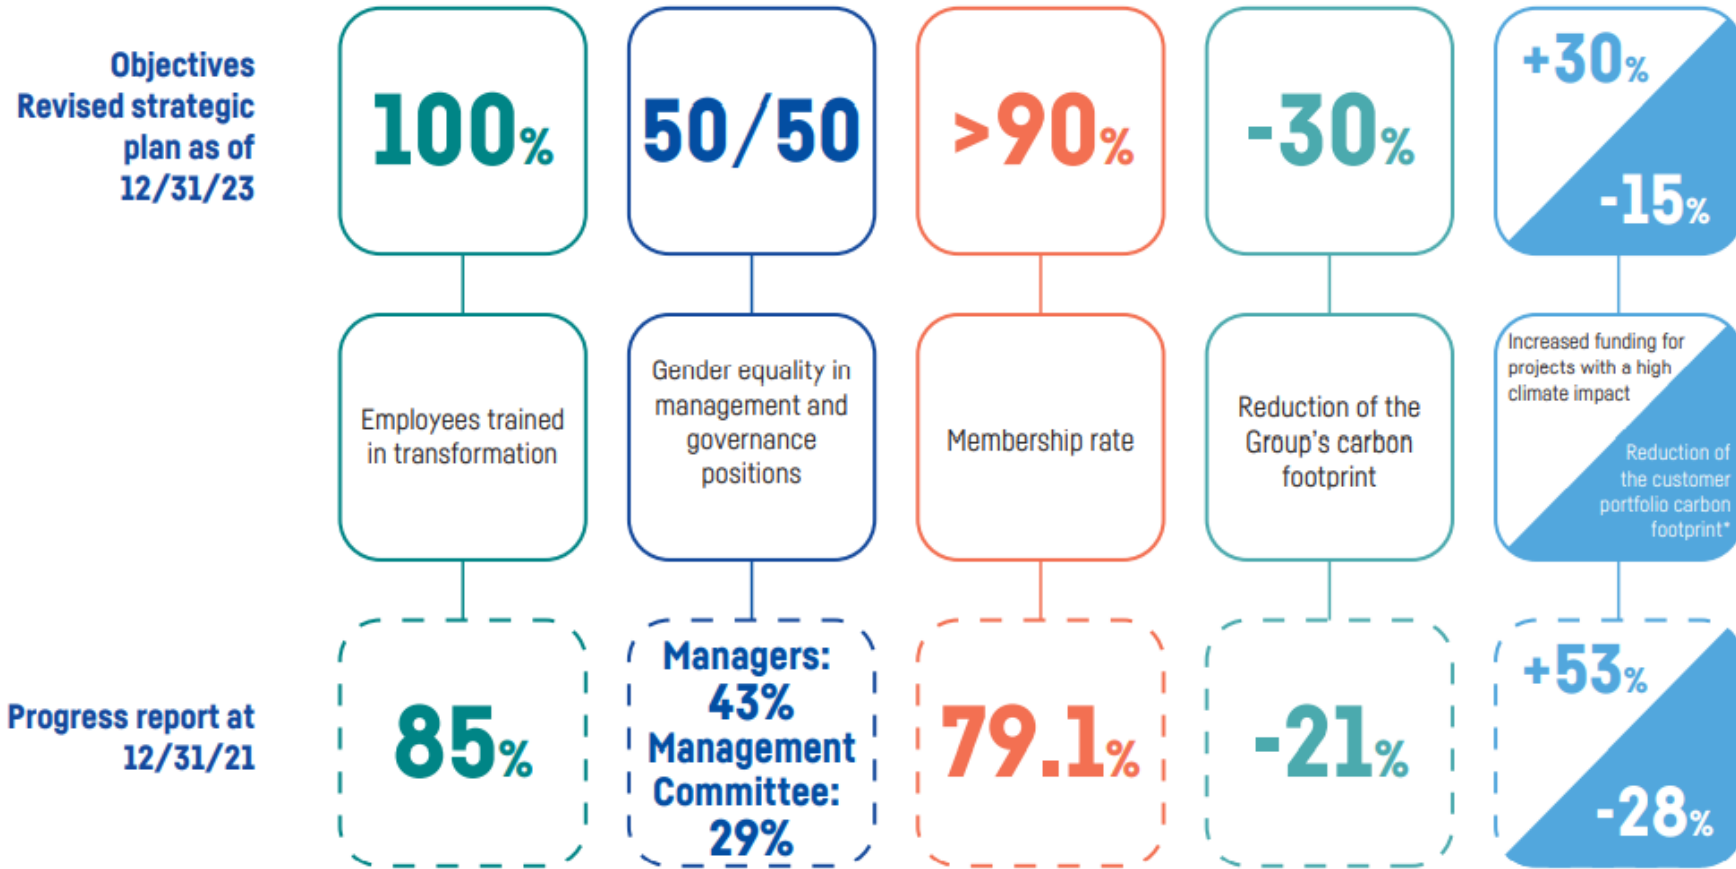 Objectives
Revised strategic
plan as of
12/31/23
100%
50/50
>90%
-30%
+30%
-15%
Employees trained
in transformation
Gender equality in
management and
governance
positions
Membership rate
Reduction of the
Group's carbon
footprint
Increased funding for
projects with a high
climate impact
Reduction of
the customer
portfolio carbon
footprint*
Progress report at
12/31/21
85%
Managers:
43%
Management
Committee:
29%
79.1%
-21%
+53%
-28%